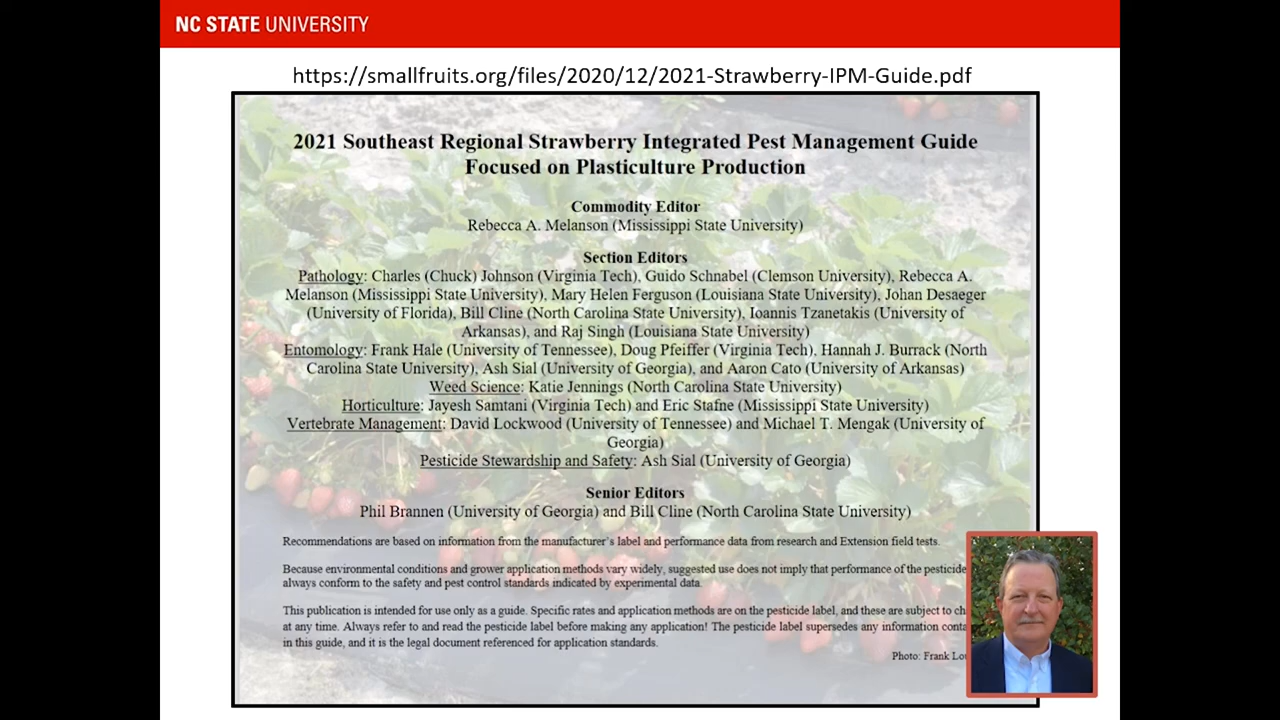 NC STATE UNIVERSITY
https://smallfruits.org/files/2020/12/2021-Strawberry-IPM-Guide.pdf
2021 Southeast Regional Strawberry Integrated Pest Management Guide
Focused on Plasticulture Production
Commodity Editor
Rebecca A. Melanson (Mississippi State University)
Section Editors
Pathology: Charles (Chuck) Johnson (Virginia Tech), Guido Schnabel (Clemson University), Rebecca A.
Melanson (Mississippi State University), Mary Helen Ferguson (Louisiana State University), Johan Desaeger
(University of Florida), Bill Cline (North Carolina State University), Ioannis Tzanetakis (University of
Arkansas), and Raj Singh (Louisiana State University)
Entomology: Frank Hale (University of Tennessee), Doug Pfeiffer (Virginia Tech), Hannah J. Burrack (North
Carolina State University), Ash Sial (University of Georgia), and Aaron Cato (University of Arkansas)
Weed Science: Katie Jennings (North Carolina State University)
Horticulture: Jayesh Samtani (Virginia Tech) and Eric Stafne (Mississippi State University)
Vertebrate Management: David Lockwood (University of Tennessee) and Michael T. Mengak (University of
Georgia)
Pesticide Stewardship and Safety: Ash Sial (University of Georgia)
Senior Editors
Phil Brannen (University of Georgia) and Bill Cline (North Carolina State University)
Recommendations are based on information from the manufacturer's label and performance data from research and Extension field tests.
Because environmental conditions and grower application methods vary widely, suggested use does not imply that performance of the pesticide
always conform to the safety and pest control standards indicated by experimental data.
This publication is intended for use only as a guide. Specific rates and application methods are on the pesticide label, and these are subject to
at any time. Always refer to and read the pesticide label before making any application! The pesticide label supersedes any information
in this guide, and it is the legal document referenced for application standards.
Photo: Frank